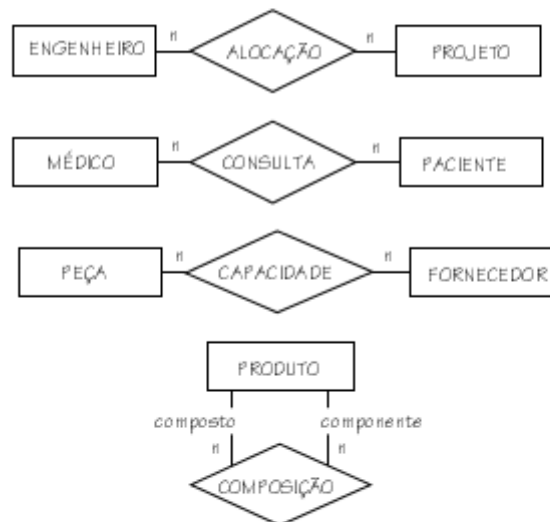 ENGENHEIRO n ALOCAÇÃO n PROJETO
MÉDICO n CONSULTA n PACIENTE
PEÇA n CAPACIDADE n FORNECEDOR
PRODUTO
composto componente
n n
COMPOSIÇÃO